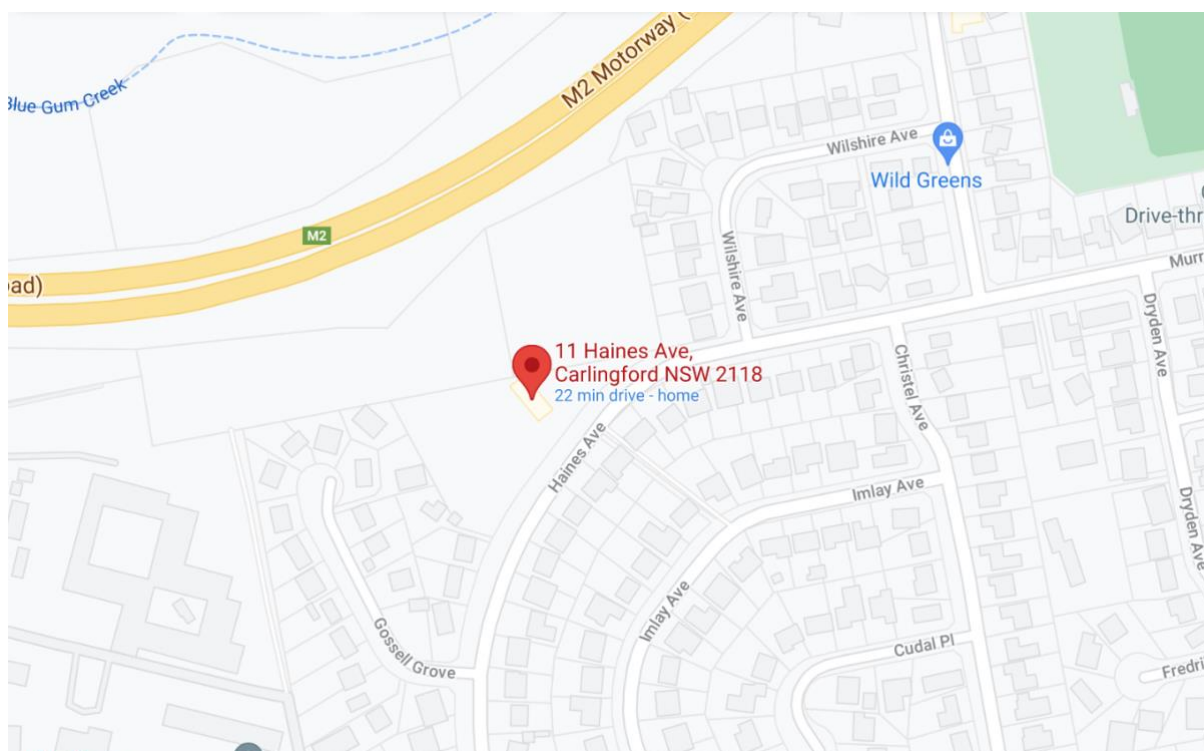 M2 Motorway (
Blue Gum Creek
Wilshire Ave
Wild Greens
Drive-thr
M2
Wilshire Ave
Murr
oad)
Dryden Ave
11 Haines Ave,
Carlingford NSW 2118
22 min drive - home
Christel Ave
Haines Ave
Imlay Ave
Dryden Ave
Imlay Ave
Gossell Grove
Cudal Pl
Fredri